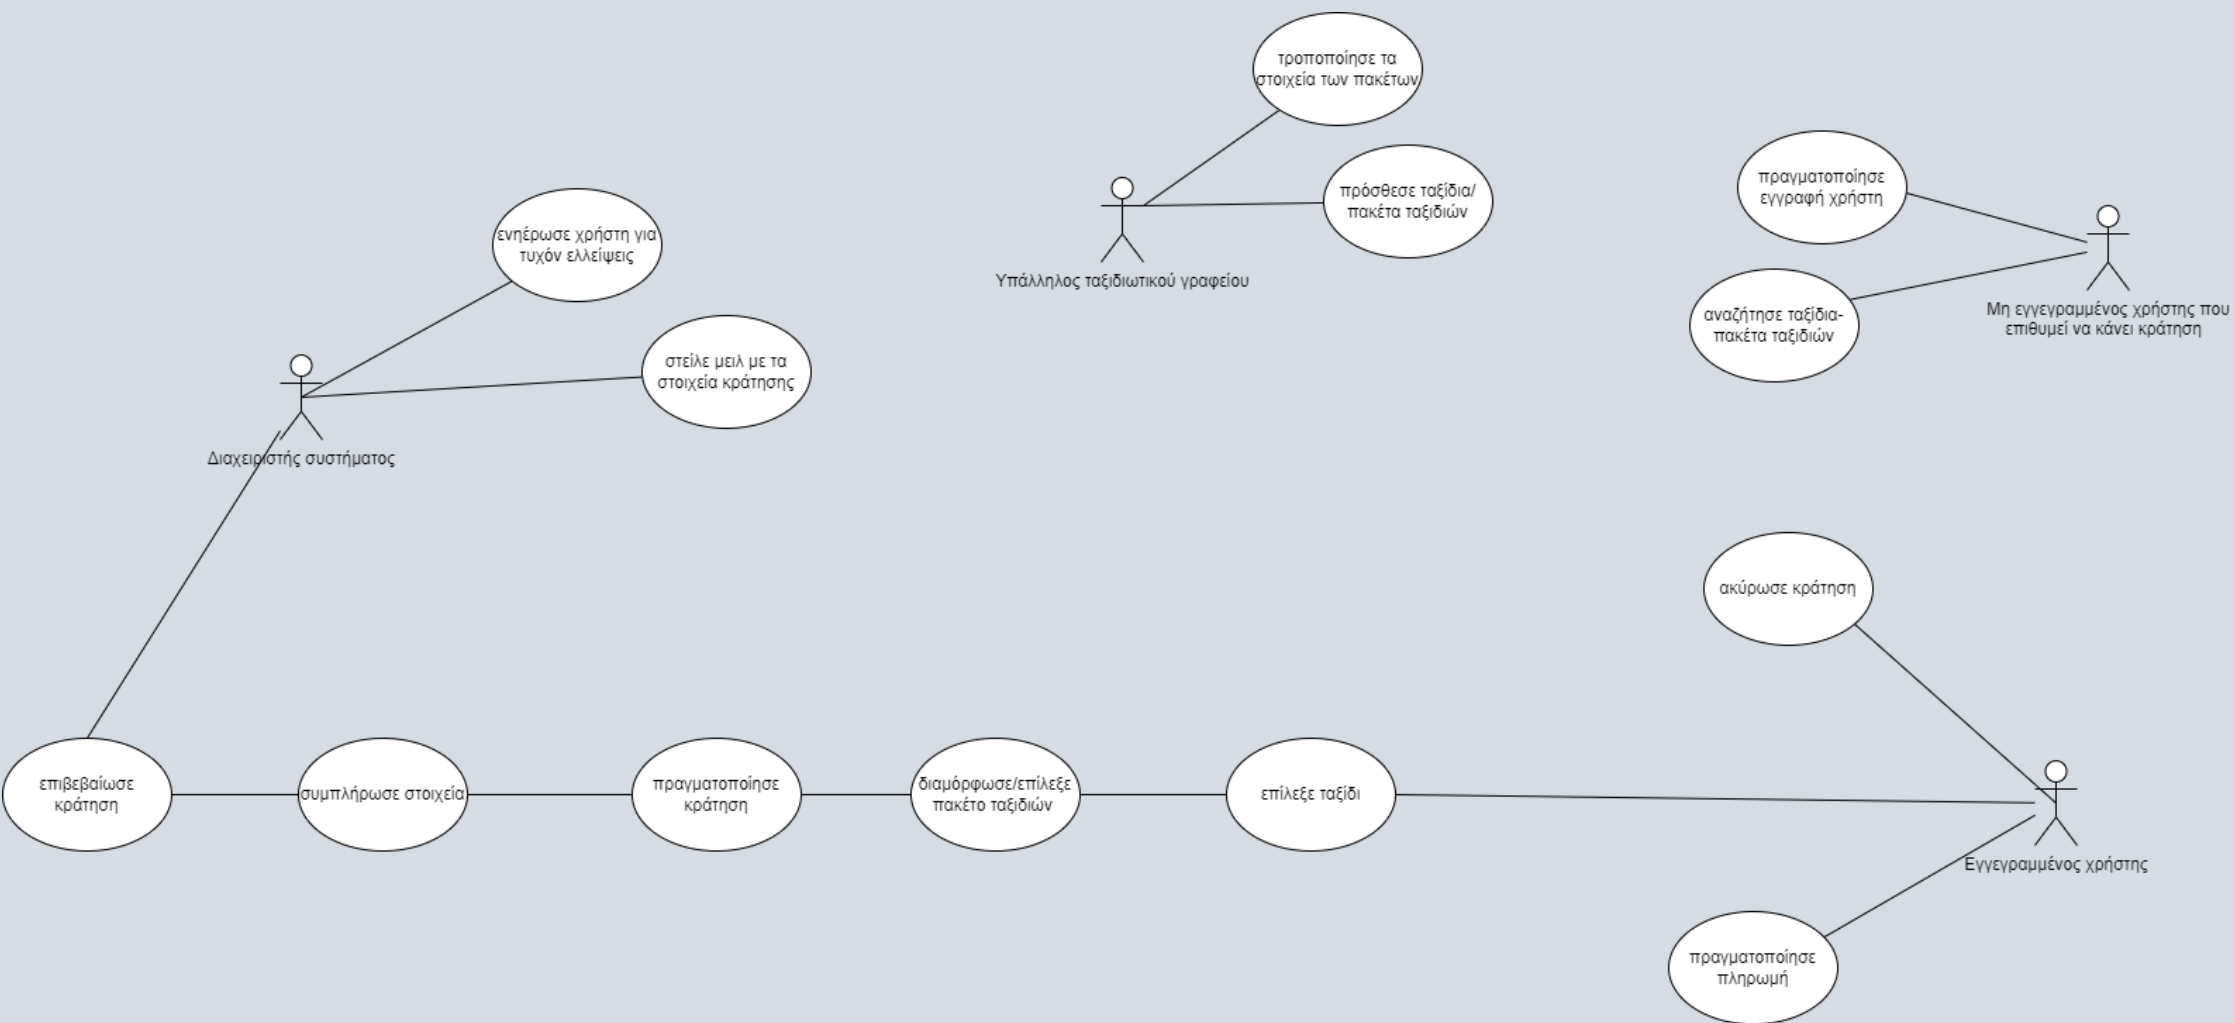 τροποποίησε τα
στοιχεία των πακέτων
πρόσθεσε ταξίδια/
πακέτα ταξιδιών
Υπάλληλος ταξιδιωτικού γραφείου
πραγματοποίησε
εγγραφή χρήστη
αναζήτησε ταξίδια-
πακέτα ταξιδιών
Μη εγγεγραμμένος χρήστης που
επιθυμεί να κάνει κράτηση
ενηέρωσε χρήστη για
τυχόν ελλείψεις
στείλε μειλ με τα
στοιχεία κράτησης
Διαχειριστής συστήματος
ακύρωσε κράτηση
επιβεβαίωσε
κράτηση
συμπλήρωσε στοιχεία
πραγματοποίησε
κράτηση
διαμόρφωσε/επίλεξε
πακέτο ταξιδιών
επίλεξε ταξίδι
Εγγεγραμμένος χρήστης
πραγματοποίησε
πληρωμή